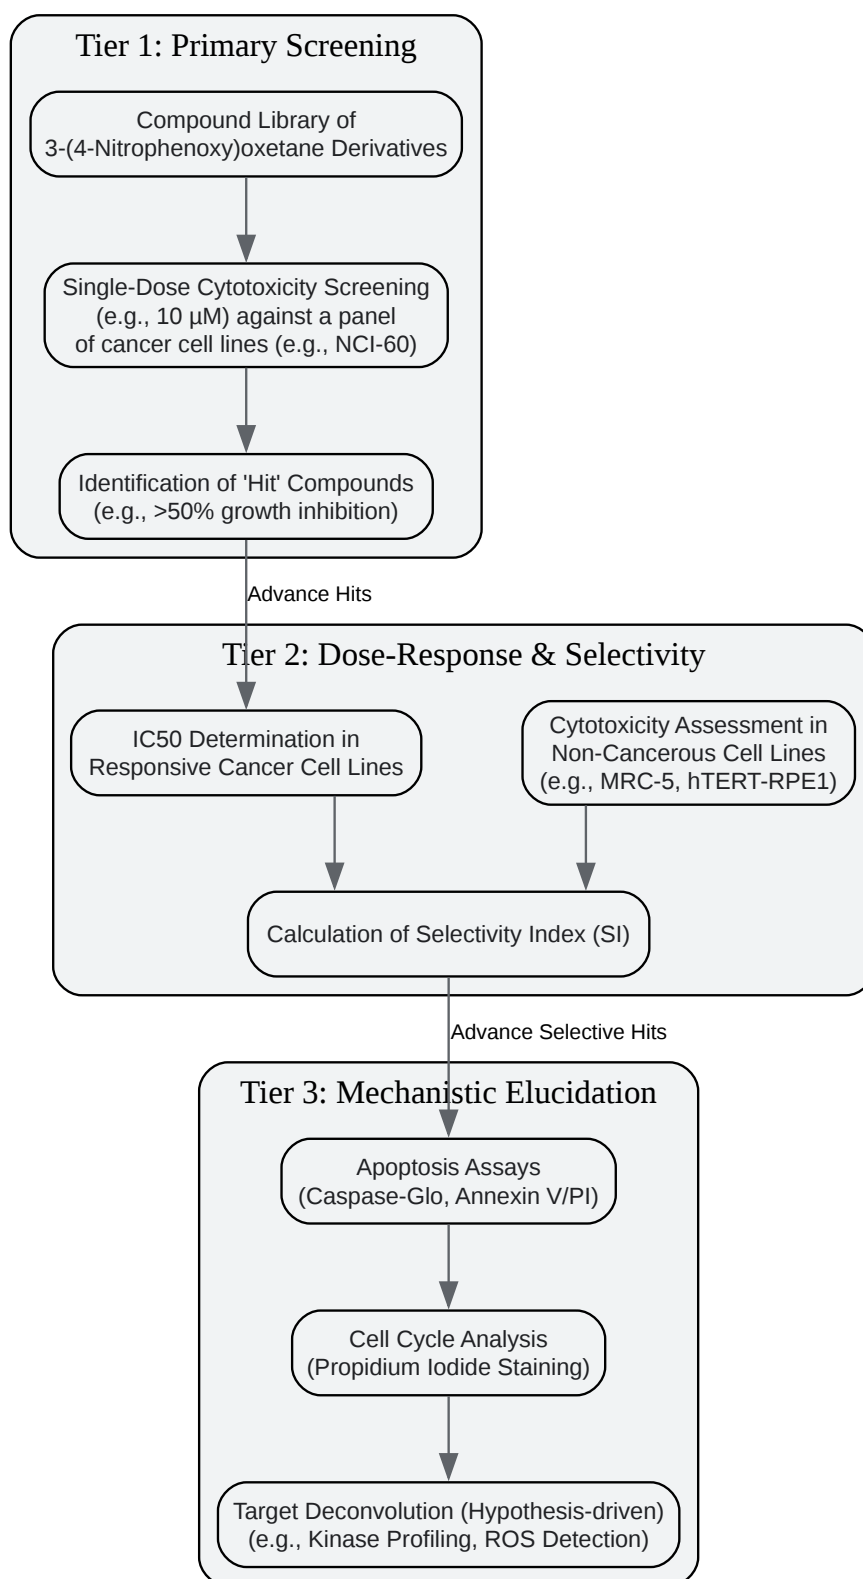 Tier 1: Primary Screening
Compound Library of
3-(4-Nitrophenoxy)oxetane Derivatives
Single-Dose Cytotoxicity Screening
(e.g., 10 µM) against a panel
of cancer cell lines (e.g., NCI-60)
Identification of 'Hit' Compounds
(e.g., >50% growth inhibition)
Advance Hits
Tier 2: Dose-Response & Selectivity
IC50 Determination in
Responsive Cancer Cell Lines
Cytotoxicity Assessment in
Non-Cancerous Cell Lines
(e.g., MRC-5, hTERT-RPE1)
Calculation of Selectivity Index (SI)
Advance Selective Hits
Tier 3: Mechanistic Elucidation
Apoptosis Assays
(Caspase-Glo, Annexin V/PI)
Cell Cycle Analysis
(Propidium Iodide Staining)
Target Deconvolution (Hypothesis-driven)
(e.g., Kinase Profiling, ROS Detection)